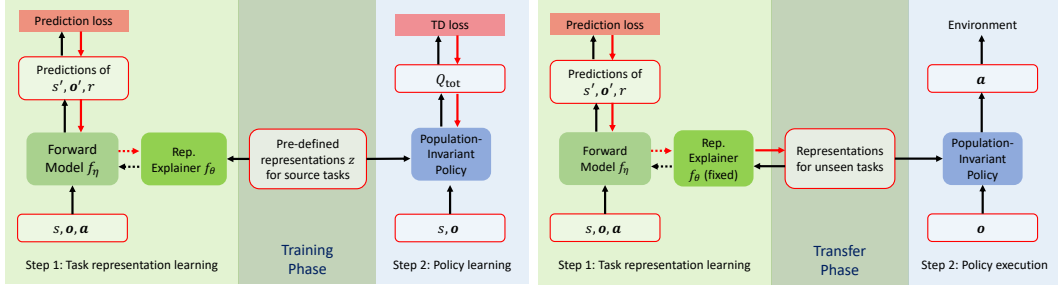 Prediction loss
Predictions of
s′, o′, r
Forward
Model fη
Rep.
Explainer fθ
s, o, a
Step 1: Task representation learning
Pre-defined
representations z
for source tasks
Training
Phase
TD loss
Qtot
Population-
Invariant
Policy
s, o
Step 2: Policy learning
Prediction loss
Predictions of
s′, o′, r
Forward
Model fη
Rep.
Explainer
fθ (fixed)
s, o, a
Step 1: Task representation learning
Representations
for unseen tasks
Transfer
Phase
Environment
a
Population-
Invariant
Policy
o
Step 2: Policy execution